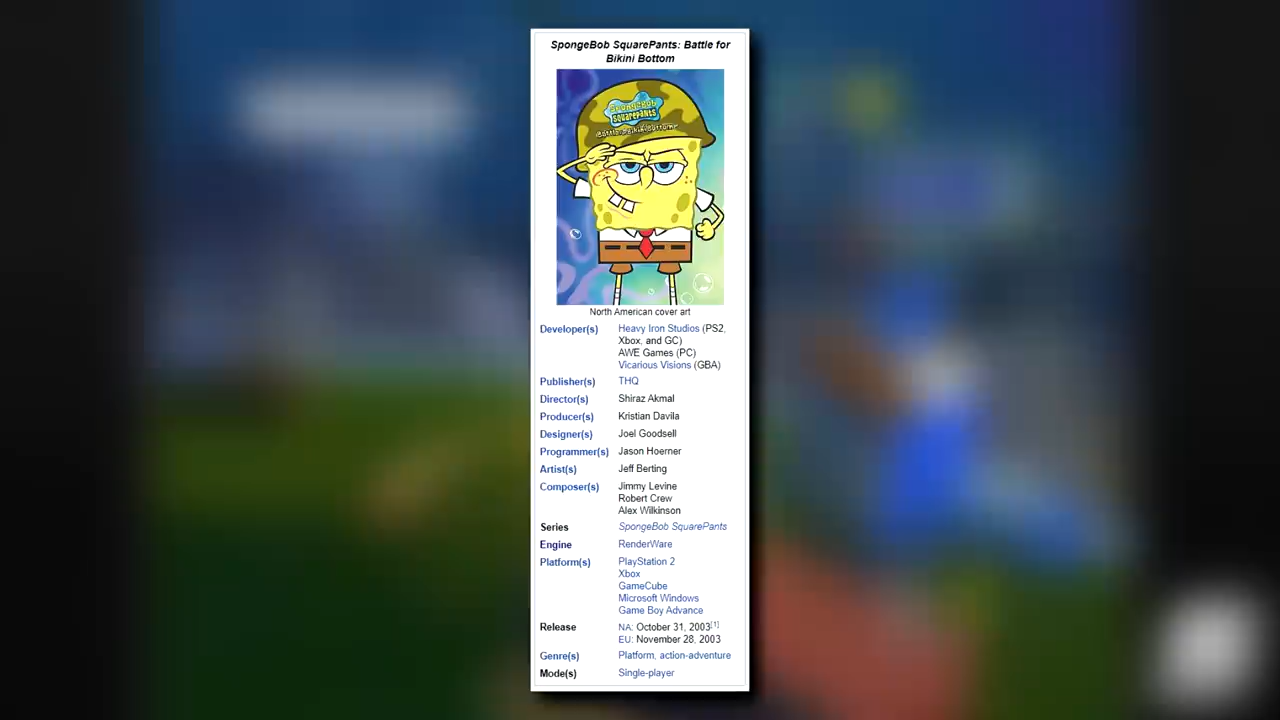 SpongeBob SquarePants: Battle for
Bikini Bottom
SpongeBob
SquarePants
Battle for Bikini Bottom
North American cover art
Developer(s) Heavy Iron Studios (PS2,
Xbox, and GC)
AWE Games (PC)
Vicarious Visions (GBA)
Publisher(s) THQ
Director(s) Shiraz Akmal
Producer(s) Kristian Davila
Designer(s) Joel Goodsell
Programmer(s) Jason Hoerner
Artist(s) Jeff Berting
Composer(s) Jimmy Levine
Robert Crew
Alex Wilkinson
Series SpongeBob SquarePants
Engine RenderWare
Platform(s) PlayStation 2
Xbox
GameCube
Microsoft Windows
Game Boy Advance
Release NA: October 31, 2003[1]
EU: November 28, 2003
Genre(s) Platform, action-adventure
Mode(s) Single-player